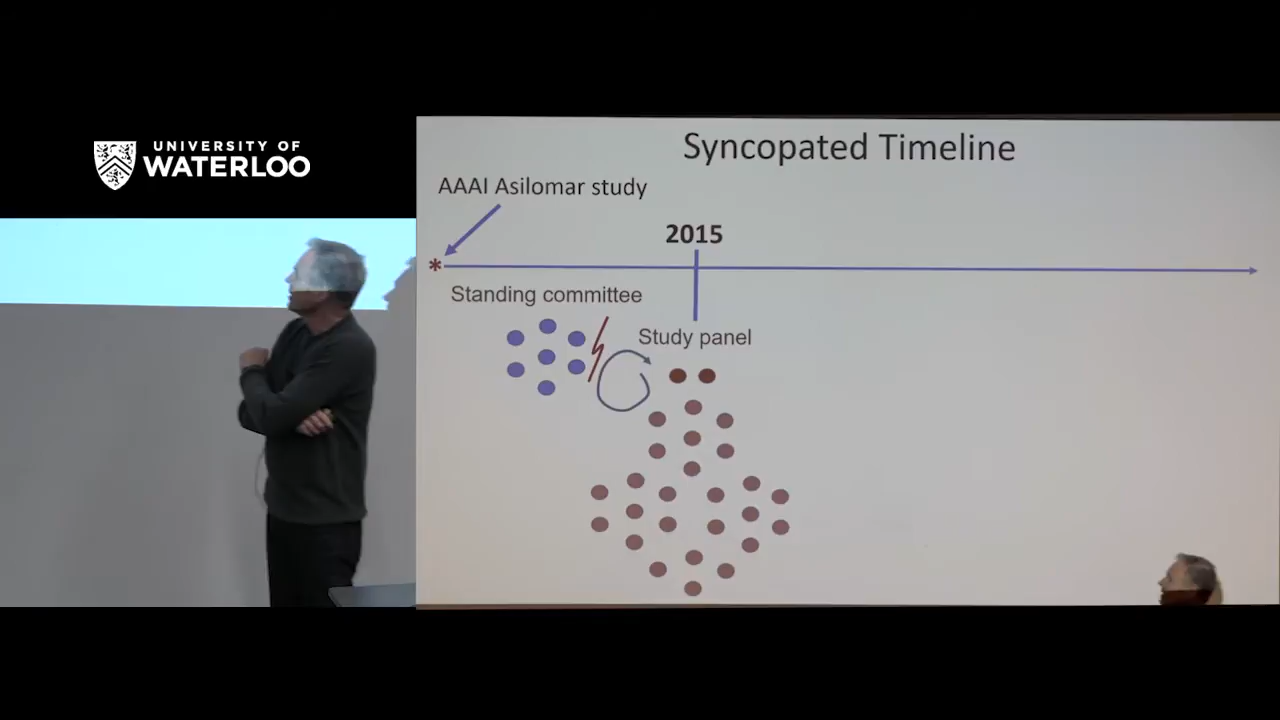 UNIVERSITY OF
WATERLOO
Syncopated Timeline
AAAI Asilomar study
2015
*
Standing committee
Study panel